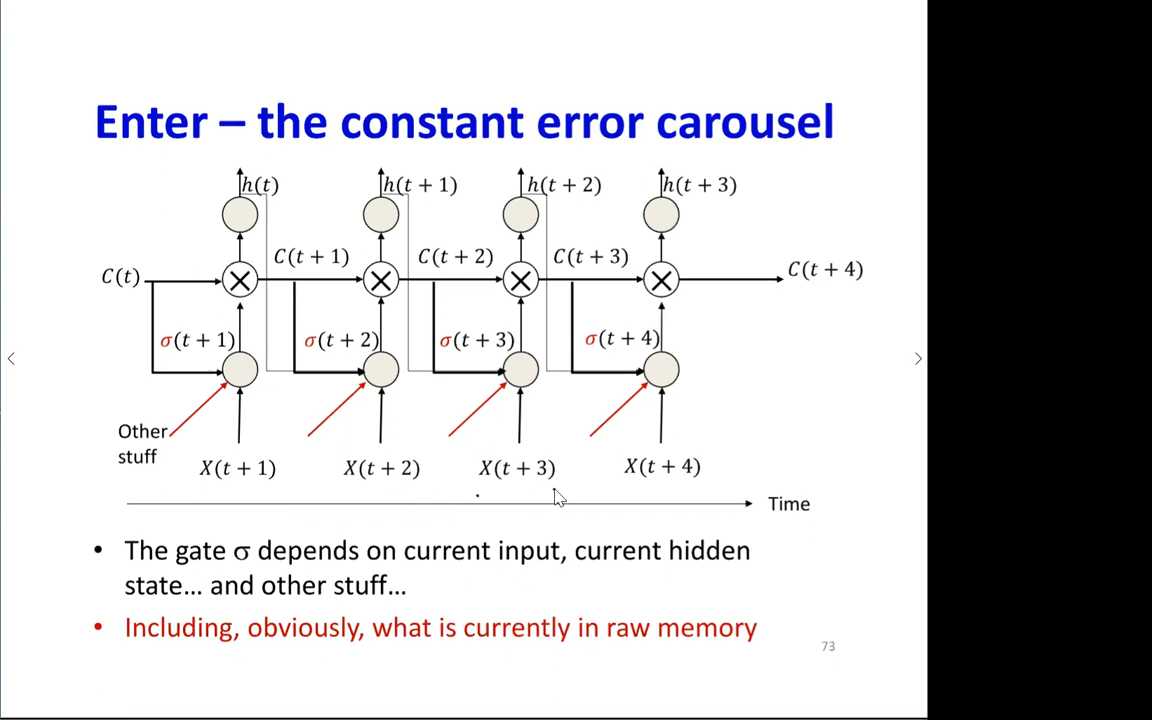 Enter – the constant error carousel
h(t) h(t + 1) h(t + 2) h(t + 3)
C(t) C(t + 1) C(t + 2) C(t + 3) C(t + 4)
σ(t + 1) σ(t + 2) σ(t + 3) σ(t + 4)
Other
stuff
X(t + 1) X(t + 2) X(t + 3) X(t + 4)
Time
• The gate σ depends on current input, current hidden
state… and other stuff…
• Including, obviously, what is currently in raw memory
73